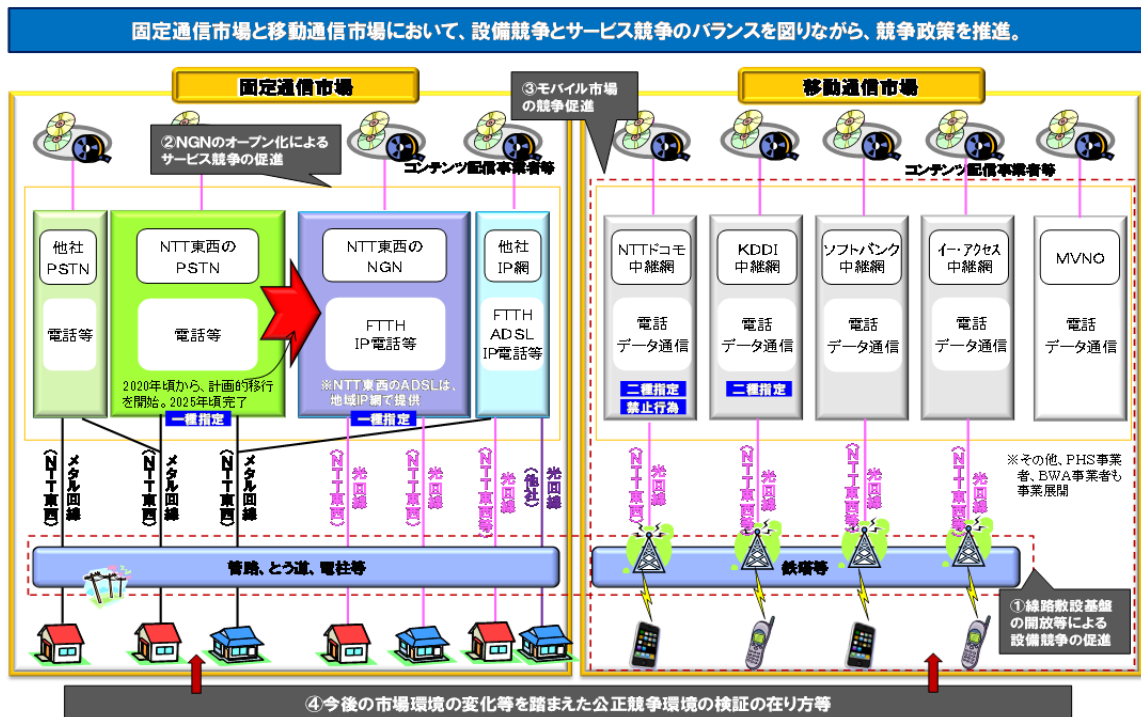 固定通信市場と移動通信市場において、設備競争とサービス競争のバランスを図りながら、競争政策を推進。
固定通信市場
②NGNのオープン化による
サービス競争の促進
コンテンツ配信事業者等
他社
PSTN
電話等
NTT東西の
PSTN
電話等
2020年頃から、計画的移行
を開始。2025年頃完了
一種指定
NTT東西の
NGN
FTTH
IP電話等
※NTT東西のADSLは、
地域IP網で提供
一種指定
他社
IP網
FTTH
ADSL
IP電話等
メタル回線
(NTT東西)
メタル回線
(NTT東西)
メタル回線
(NTT東西)
光回線
(NTT東西)
光回線
(NTT東西)
光回線
(NTT東西等)
光回線
(他社)
管路、とう道、電柱等
③モバイル市場
の競争促進
移動通信市場
コンテンツ配信事業者等
NTTドコモ
中継網
電話
データ通信
二種指定
禁止行為
KDDI
中継網
電話
データ通信
二種指定
ソフトバンク
中継網
電話
データ通信
イー・アクセス
中継網
電話
データ通信
MVNO
電話
データ通信
光回線
(NTT東西)
光回線
(NTT東西等)
光回線
(NTT東西等)
光回線
(NTT東西等)
※その他、PHS事業
者、BWA事業者も
事業展開
鉄塔等
①線路敷設基盤
の開放等による
設備競争の促進
④今後の市場環境の変化等を踏まえた公正競争環境の検証の在り方等